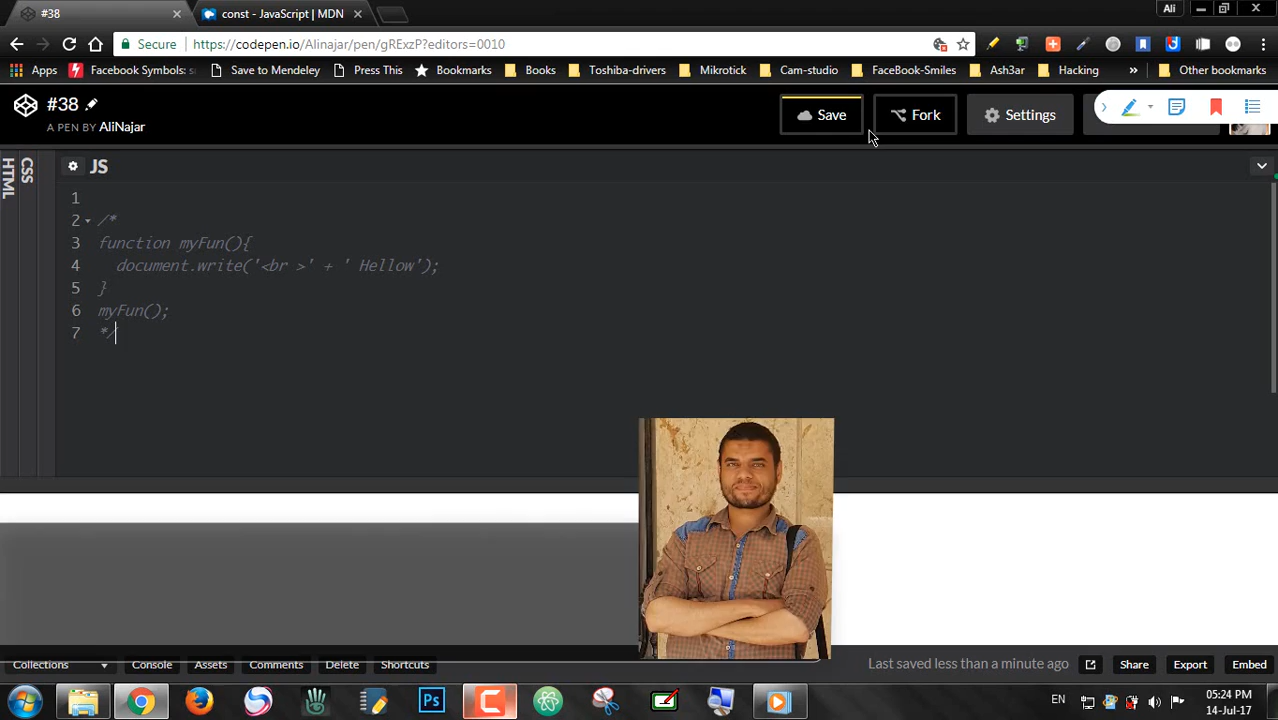 #38
const - JavaScript | MDN
Ali
Secure
https://codepen.io/Alinajar/pen/gRExzP?editors=0010
Apps
Facebook Symbols: s
Save to Mendeley
Press This
Bookmarks
Books
Toshiba-drivers
Mikrotick
Cam-studio
FaceBook-Smiles
Ash3ar
Hacking
»
Other bookmarks
#38
A PEN BY AliNajar
Save
Fork
Settings
HTML
CSS
JS
1
2 /*
3 function myFun(){
4 document.write('<br >' + ' Hellow');
5 }
6 myFun();
7 */
Collections
Console
Assets
Comments
Delete
Shortcuts
Last saved less than a minute ago
Share
Export
Embed
Ps
EN
05:24 PM
14-Jul-17